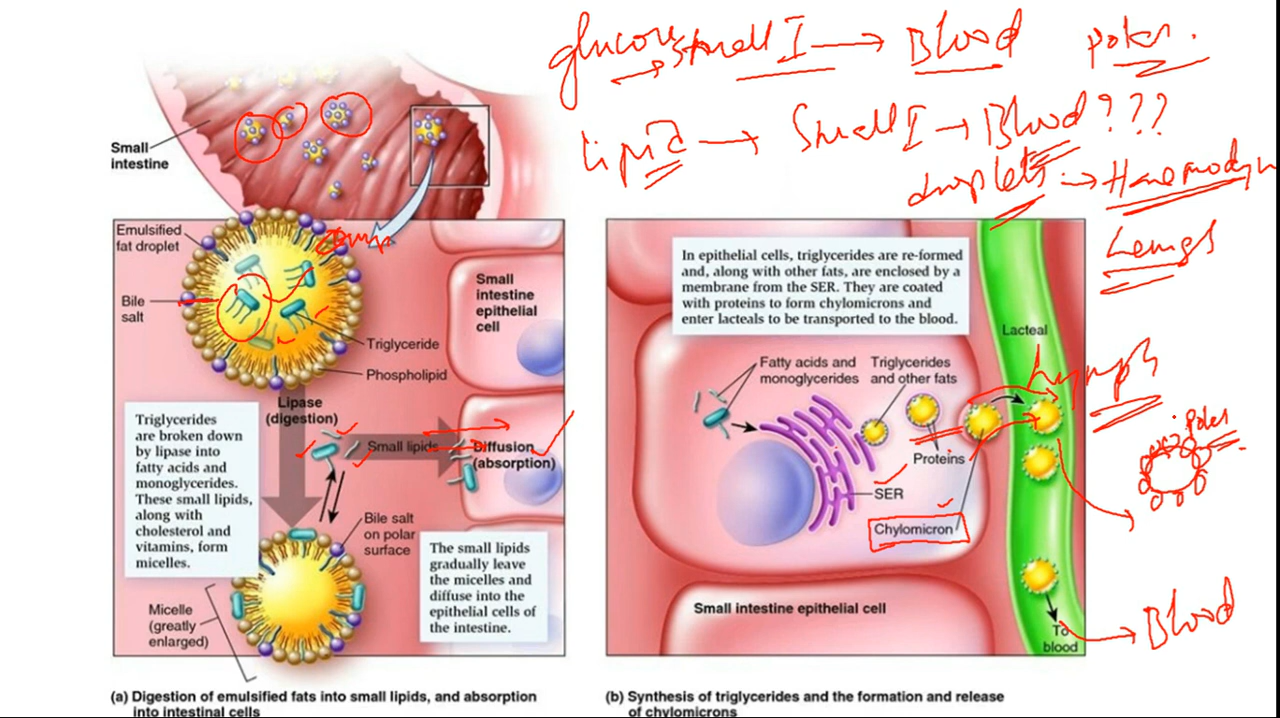 glucose → Small I → Blood polar.
Lipid → Small I → Blood ???
droplets → Haemodyn
Lymph
Small
intestine
Emulsified
fat droplet
Bile
salt
Triglyceride
Phospholipid
Lipase
(digestion)
Small
intestine
epithelial
cell
Triglycerides
are broken down
by lipase into
fatty acids and
monoglycerides.
These small lipids,
along with
cholesterol and
vitamins, form
micelles.
Small lipids
Diffusion
(absorption)
Bile salt
on polar
surface
The small lipids
gradually leave
the micelles and
diffuse into the
epithelial cells of
the intestine.
Micelle
(greatly
enlarged)
(a) Digestion of emulsified fats into small lipids, and absorption
into intestinal cells
In epithelial cells, triglycerides are re-formed
and, along with other fats, are enclosed by a
membrane from the SER. They are coated
with proteins to form chylomicrons and
enter lacteals to be transported to the blood.
Lacteal
Lymph
Fatty acids and
monoglycerides
Triglycerides
and other fats
polar
Proteins
SER
Chylomicron
Small intestine epithelial cell
To
blood
Blood
(b) Synthesis of triglycerides and the formation and release
of chylomicrons